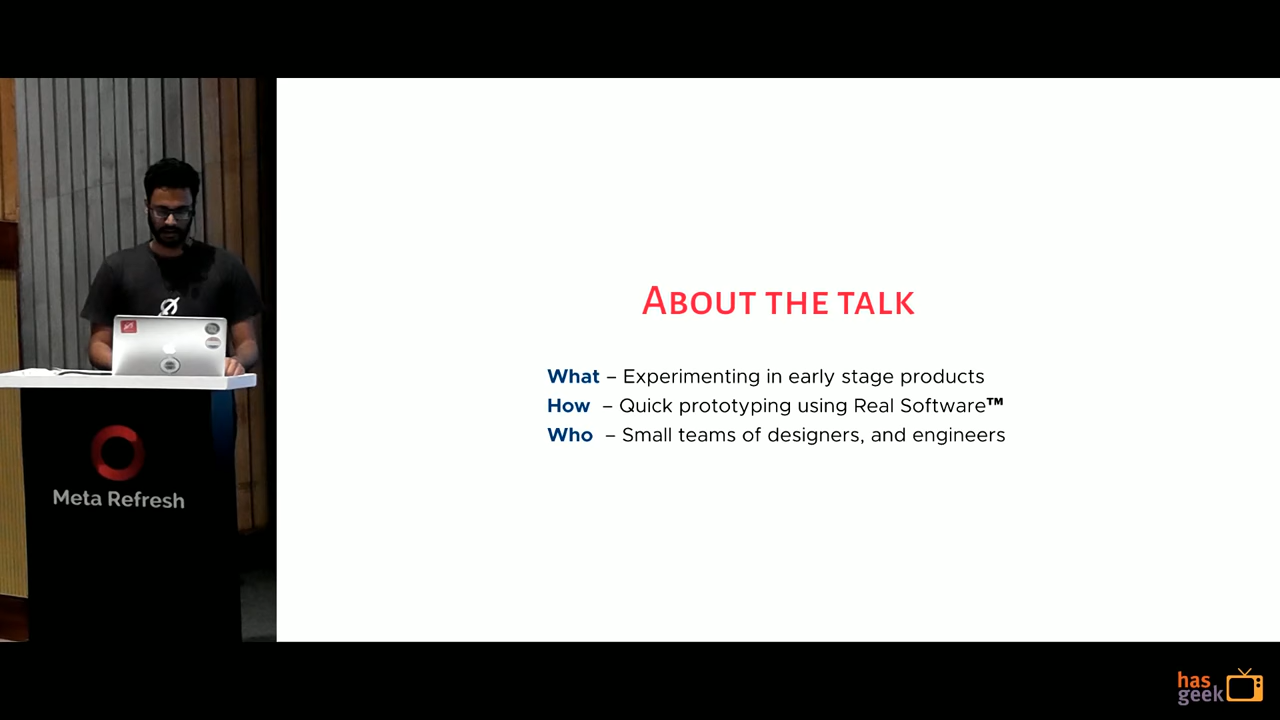 ABOUT THE TALK
What – Experimenting in early stage products
How – Quick prototyping using Real Software™
Who – Small teams of designers, and engineers
Meta Refresh
has
geek